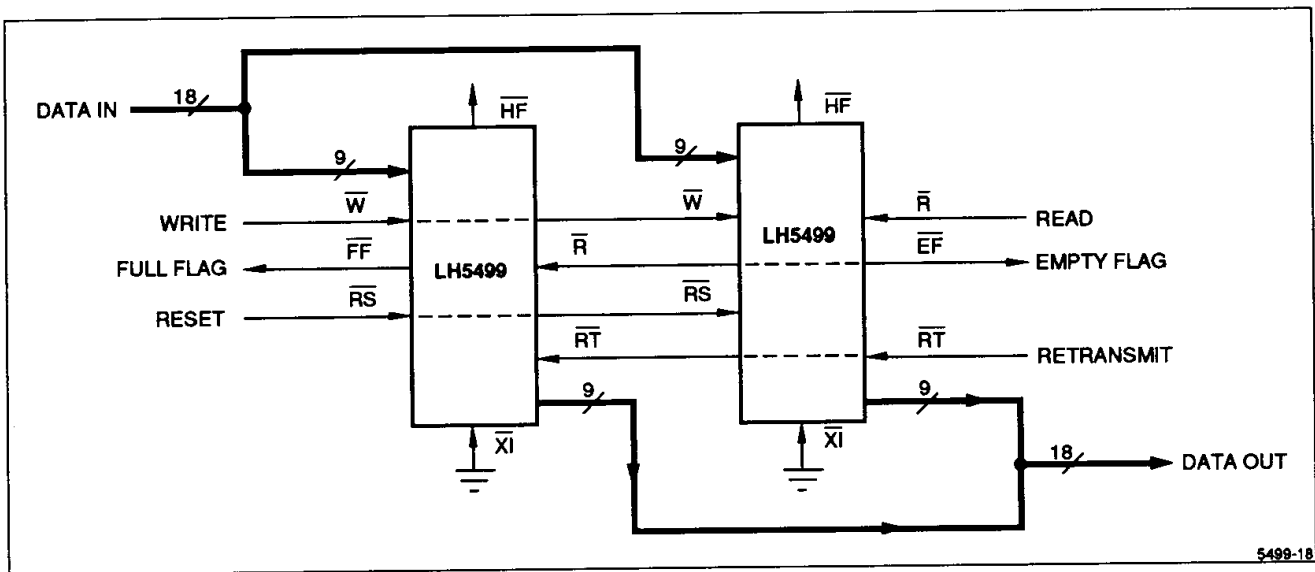 HF
HF
DATA IN
18
9
9
WRITE
W
W
R
READ
FULL FLAG
FF
LH5499
R
LH5499
EF
EMPTY FLAG
RESET
RS
RS
RT
RT
RETRANSMIT
9
9
XI
XI
18
DATA OUT
5499-18